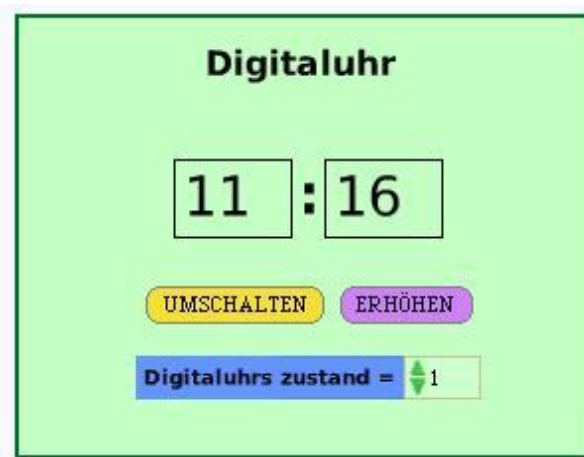 Digitaluhr
11 : 16
UMSCHALTEN ERHÖHEN
Digitaluhrs zustand = 1